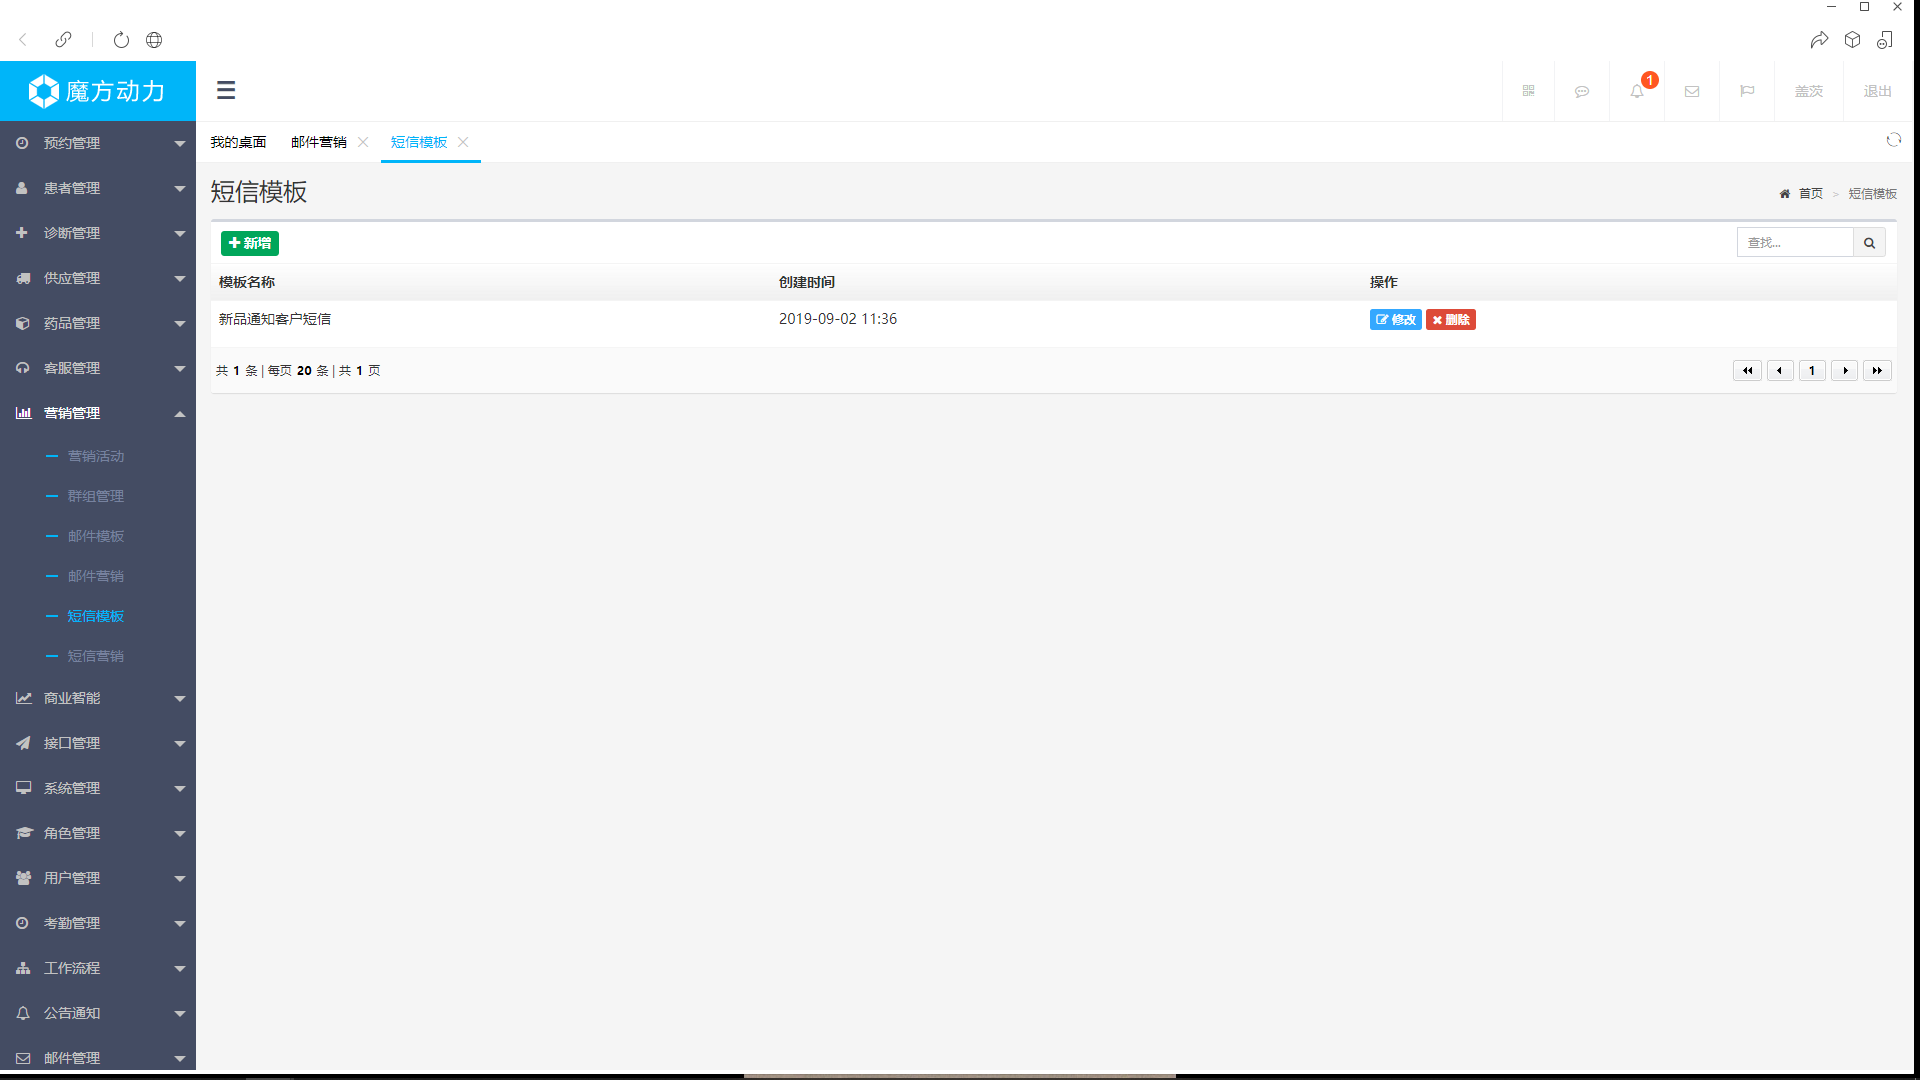 魔方动力
1
盖茨
退出
预约管理
患者管理
诊断管理
供应管理
药品管理
客服管理
营销管理
营销活动
群组管理
邮件模板
邮件营销
短信模板
短信营销
商业智能
接口管理
系统管理
角色管理
用户管理
考勤管理
工作流程
公告通知
邮件管理
我的桌面 邮件营销 短信模板
短信模板
首页 > 短信模板
新增
查找...
模板名称 创建时间 操作
新品通知客户短信 2019-09-02 11:36 修改 删除
共 1 条 | 每页 20 条 | 共 1 页
1